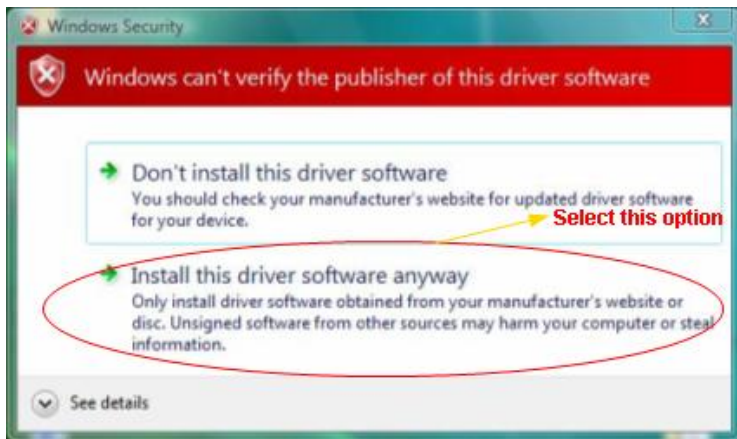 Windows Security
Windows can't verify the publisher of this driver software
Don't install this driver software
You should check your manufacturer's website for updated driver software
for your device.
Select this option
Install this driver software anyway
Only install driver software obtained from your manufacturer's website or
disc. Unsigned software from other sources may harm your computer or steal
information.
See details